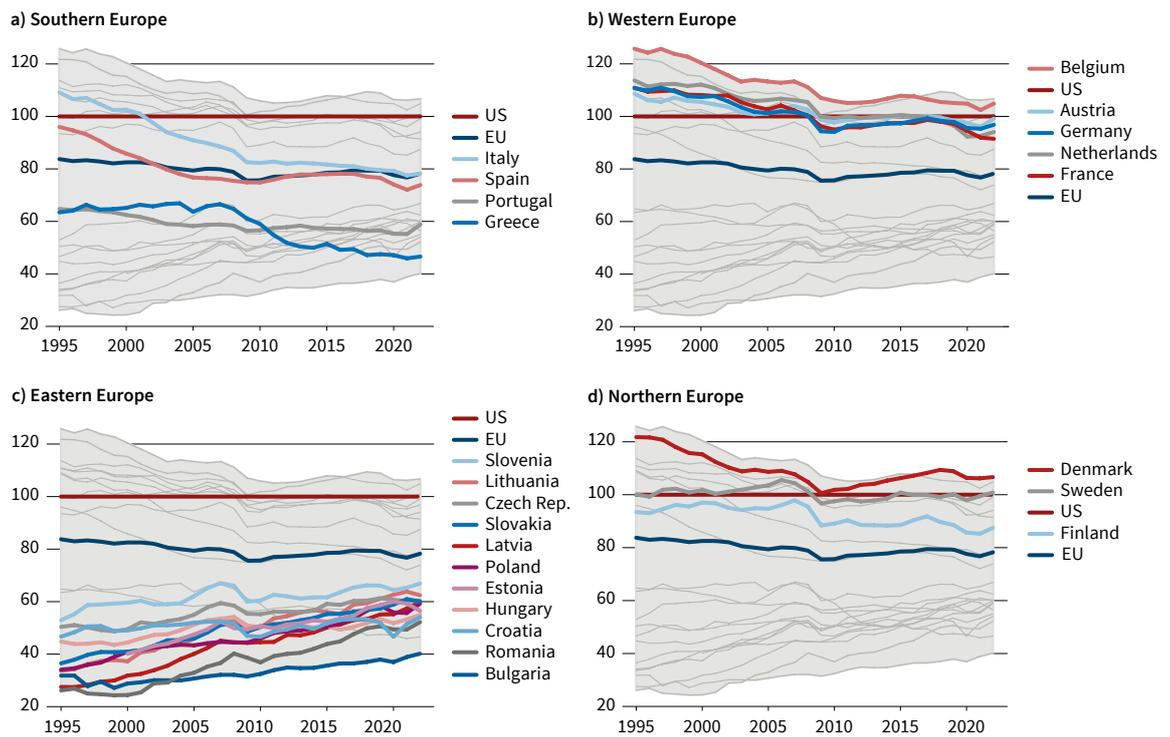 a) Southern Europe
120
100
80
60
40
20
1995
2000
2005
2010
2015
2020
US
EU
Italy
Spain
Portugal
Greece
b) Western Europe
120
100
80
60
40
20
1995
2000
2005
2010
2015
2020
Belgium
US
Austria
Germany
Netherlands
France
EU
c) Eastern Europe
120
100
80
60
40
20
1995
2000
2005
2010
2015
2020
US
EU
Slovenia
Lithuania
Czech Rep.
Slovakia
Latvia
Poland
Estonia
Hungary
Croatia
Romania
Bulgaria
d) Northern Europe
120
100
80
60
40
20
1995
2000
2005
2010
2015
2020
Denmark
Sweden
US
Finland
EU